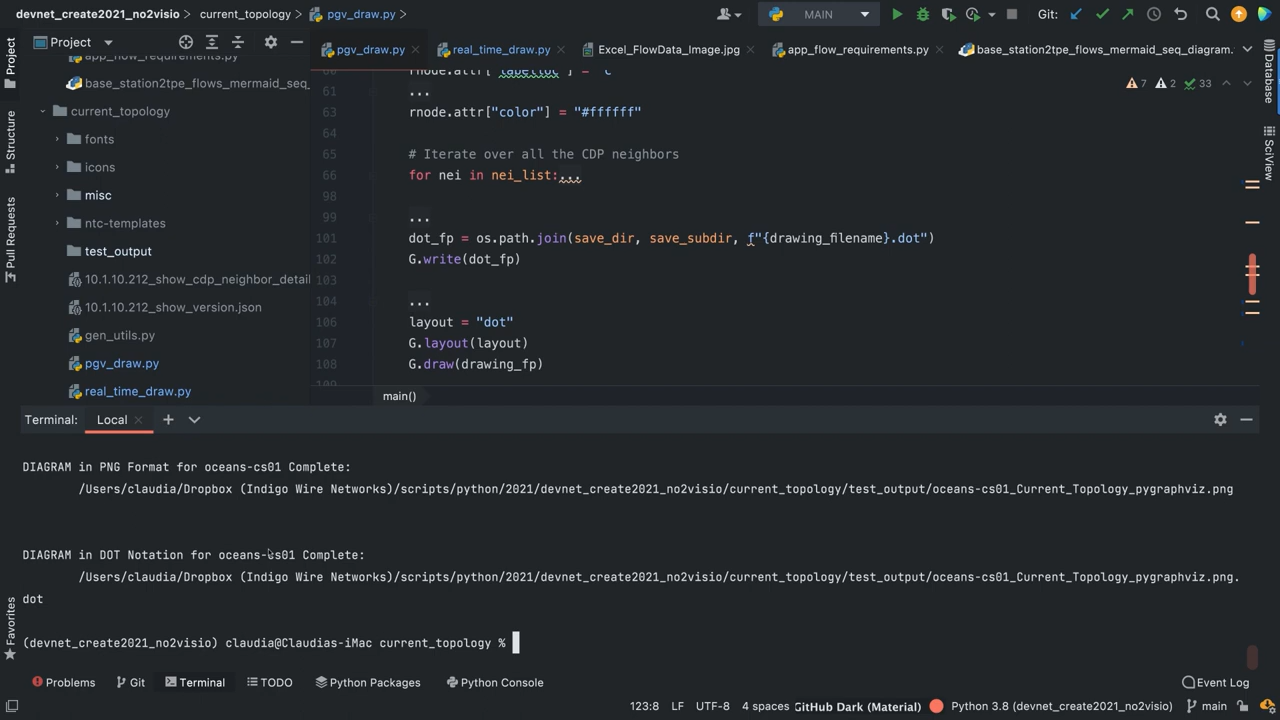 devnet_create2021_no2visio > current_topology > pgv_draw.py >
MAIN
Git:
Project
pgv_draw.py
real_time_draw.py
Excel_FlowData_Image.jpg
app_flow_requirements.py
base_station2tpe_flows_mermaid_seq_diagram.
Project
Structure
Pull Requests
Favorites
Database
SciView
app_flow_requirements.py
base_station2tpe_flows_mermaid_seq_
current_topology
fonts
icons
misc
ntc-templates
test_output
10.1.10.212_show_cdp_neighbor_detail
10.1.10.212_show_version.json
gen_utils.py
pgv_draw.py
real_time_draw.py
7 2 33
60 rnode.attr["labelloc"] = "c"
61 ...
63 rnode.attr["color"] = "#ffffff"
64
65 # Iterate over all the CDP neighbors
66 for nei in nei_list:...
98
99 ...
101 dot_fp = os.path.join(save_dir, save_subdir, f"{drawing_filename}.dot")
102 G.write(dot_fp)
103
104 ...
106 layout = "dot"
107 G.layout(layout)
108 G.draw(drawing_fp)
109
main()
Terminal: Local
DIAGRAM in PNG Format for oceans-cs01 Complete:
/Users/claudia/Dropbox (Indigo Wire Networks)/scripts/python/2021/devnet_create2021_no2visio/current_topology/test_output/oceans-cs01_Current_Topology_pygraphviz.png
DIAGRAM in DOT Notation for oceans-cs01 Complete:
/Users/claudia/Dropbox (Indigo Wire Networks)/scripts/python/2021/devnet_create2021_no2visio/current_topology/test_output/oceans-cs01_Current_Topology_pygraphviz.png.
dot
(devnet_create2021_no2visio) claudia@Claudias-iMac current_topology %
Problems Git Terminal TODO Python Packages Python Console Event Log
123:8 LF UTF-8 4 spaces GitHub Dark (Material) Python 3.8 (devnet_create2021_no2visio) main